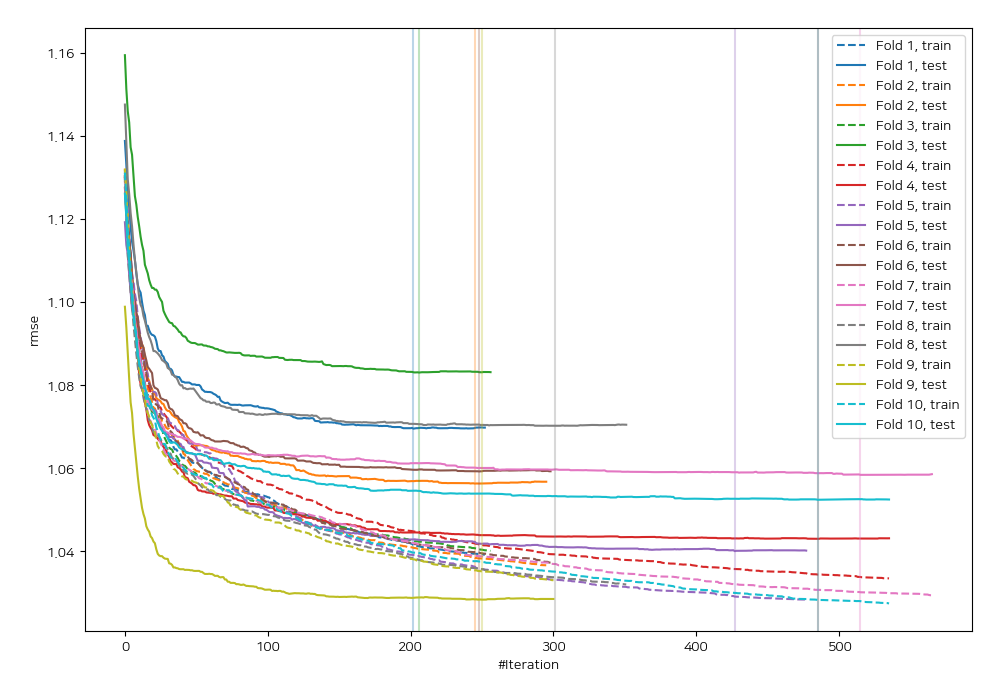 1.16
1.14
1.12
1.10
1.08
1.06
1.04
rmse
0
100
200
300
400
500
#Iteration
Fold 1, train
Fold 1, test
Fold 2, train
Fold 2, test
Fold 3, train
Fold 3, test
Fold 4, train
Fold 4, test
Fold 5, train
Fold 5, test
Fold 6, train
Fold 6, test
Fold 7, train
Fold 7, test
Fold 8, train
Fold 8, test
Fold 9, train
Fold 9, test
Fold 10, train
Fold 10, test